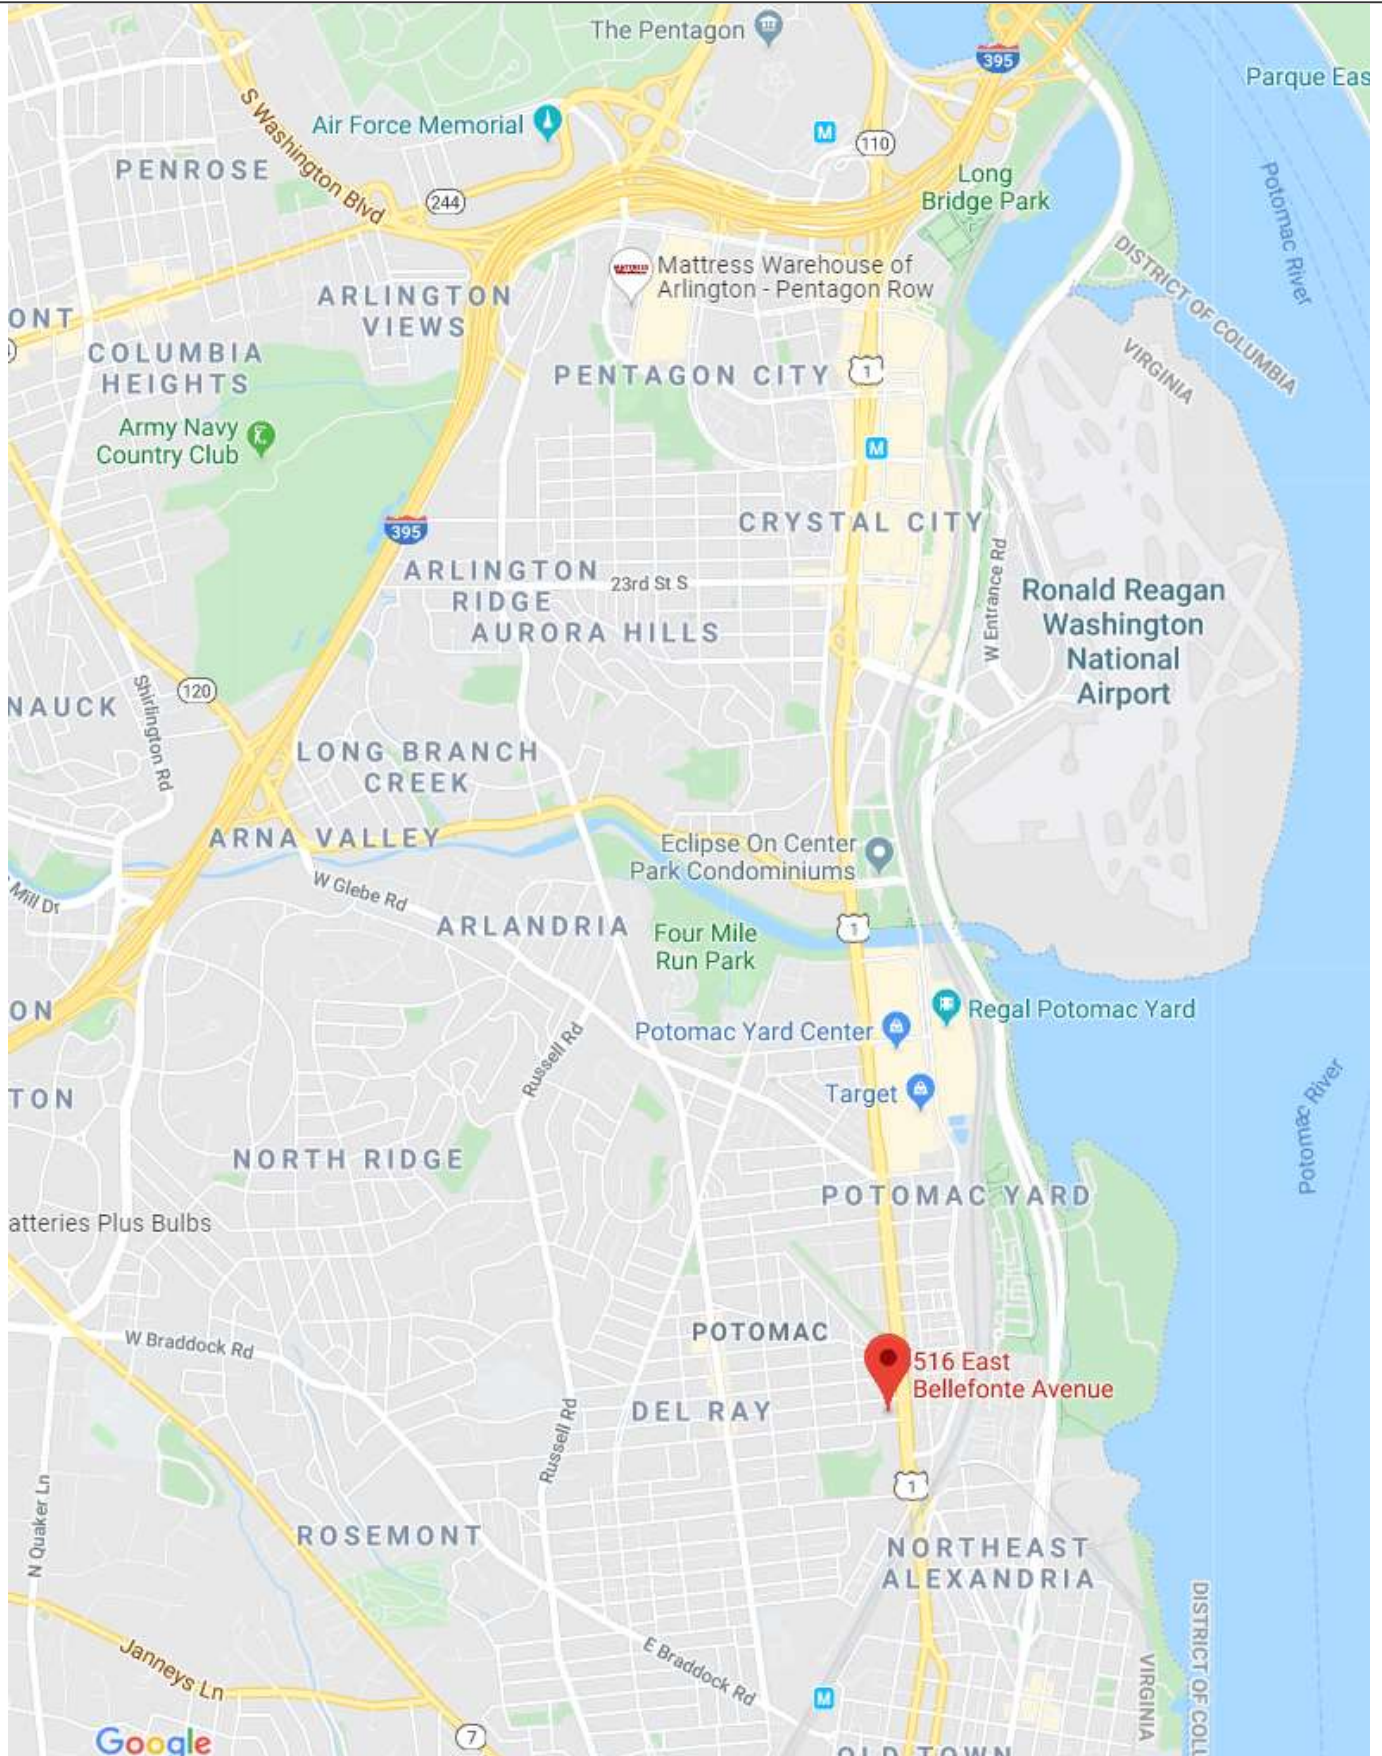 The Pentagon
395
Parque Eas
S Washington Blvd
Air Force Memorial
M
110
PENROSE
Long
Bridge Park
Potomac River
244
DISTRICT OF COLUMBIA
MATTRESS
Mattress Warehouse of
Arlington - Pentagon Row
ARLINGTON
VIEWS
ONT
VIRGINIA
COLUMBIA
HEIGHTS
PENTAGON CITY
1
Army Navy
Country Club
M
395
CRYSTAL CITY
W Entrance Rd
ARLINGTON
RIDGE
23rd St S
Ronald Reagan
Washington
National
Airport
AURORA HILLS
120
NAUCK
Shirlington Rd
LONG BRANCH
CREEK
ARNA VALLEY
Eclipse On Center
Park Condominiums
Mill Dr
W Glebe Rd
ARLANDRIA
Four Mile
Run Park
1
ON
Regal Potomac Yard
Potomac Yard Center
Russell Rd
TON
Target
Potomac River
NORTH RIDGE
POTOMAC YARD
atteries Plus Bulbs
W Braddock Rd
POTOMAC
516 East
Bellefonte Avenue
DEL RAY
Russell Rd
N Quaker Ln
1
ROSEMONT
NORTHEAST
ALEXANDRIA
DISTRICT OF COLU
Janneys Ln
E Braddock Rd
VIRGINIA
M
7
Google
OLD TOWN